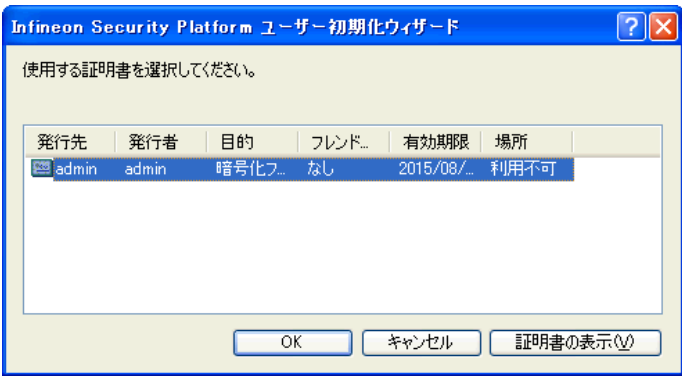 Infineon Security Platform ユーザー初期化ウィザード
使用する証明書を選択してください。
発行先 発行者 目的 フレンド... 有効期限 場所
admin admin 暗号化フ... なし 2015/08/... 利用不可
OK キャンセル 証明書の表示(V)